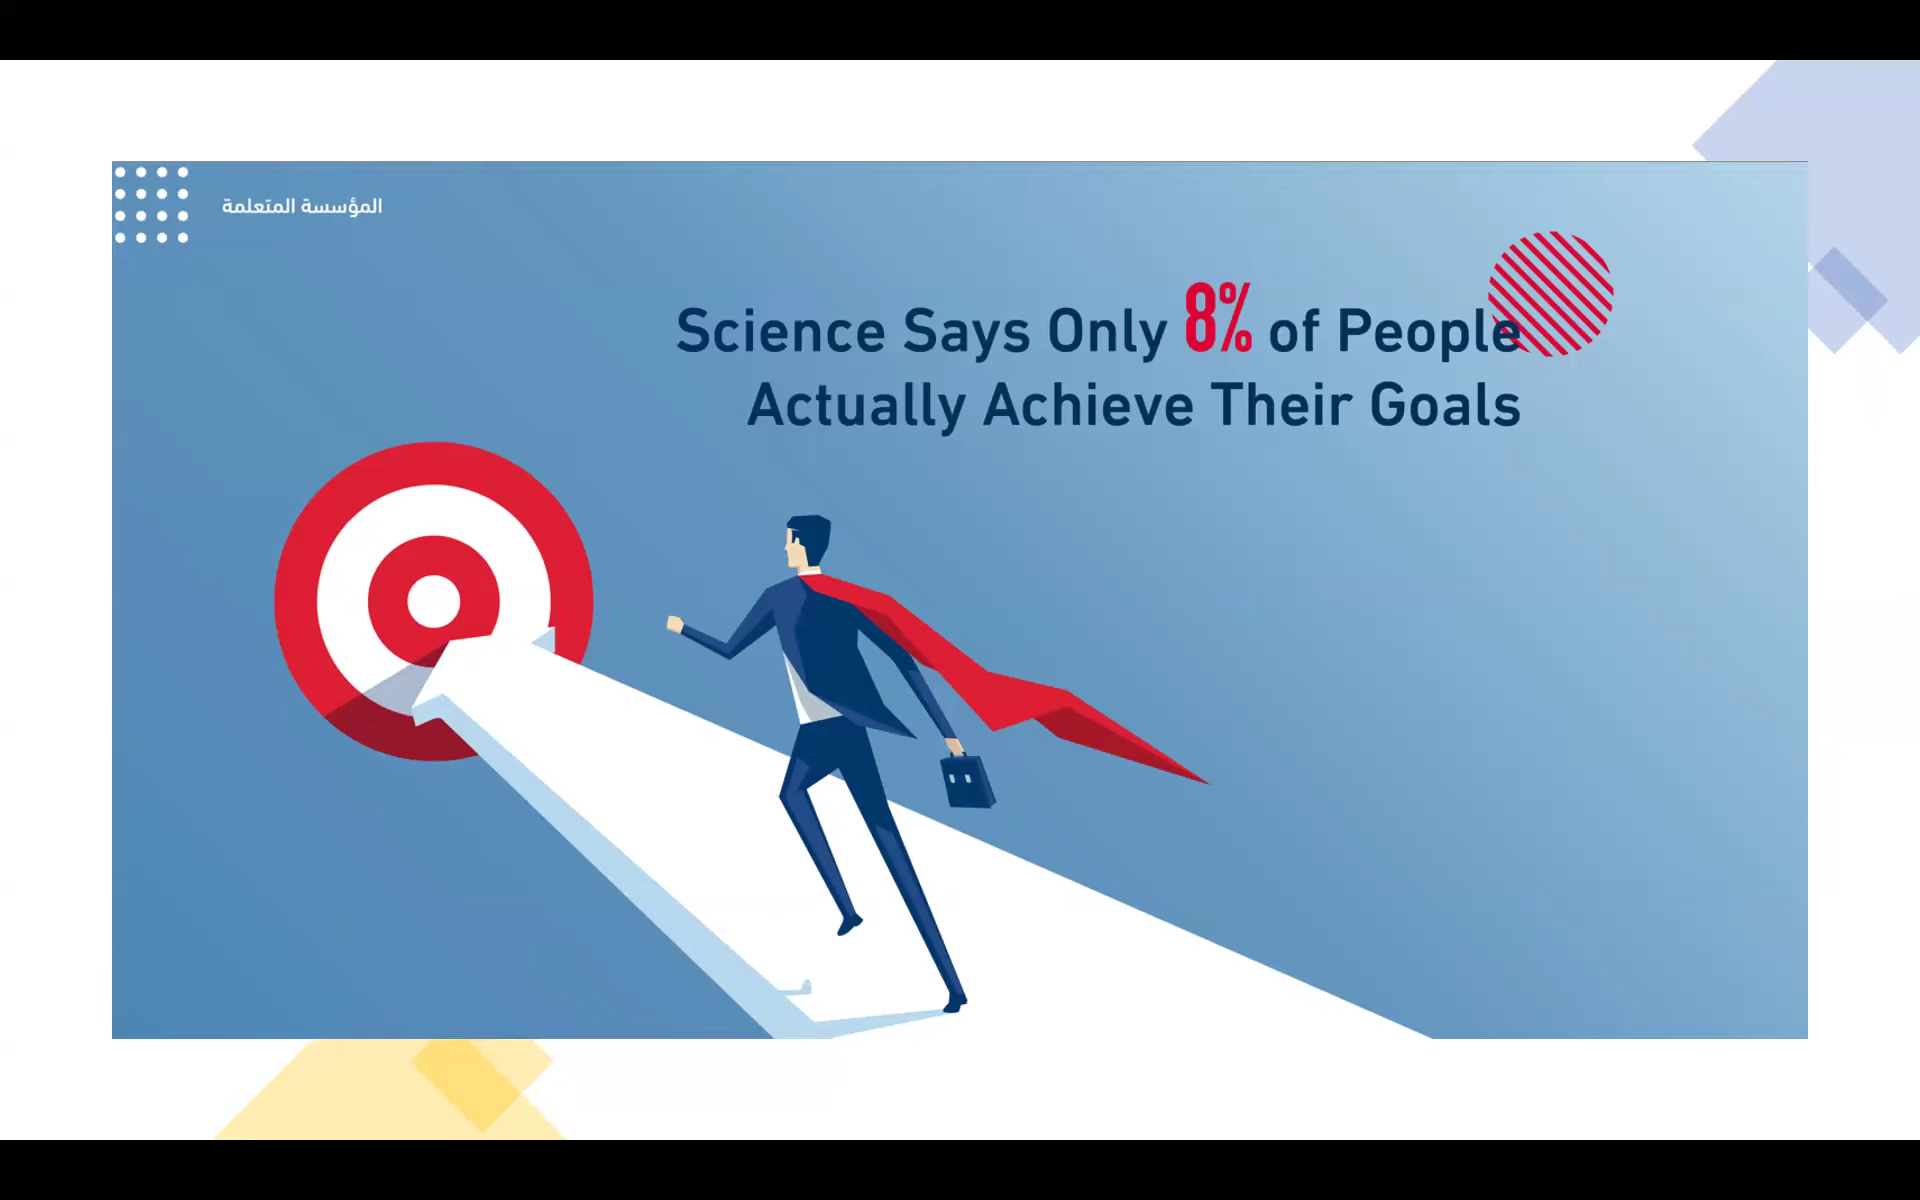 المؤسسة المتعلمة
Science Says Only 8% of People
Actually Achieve Their Goals